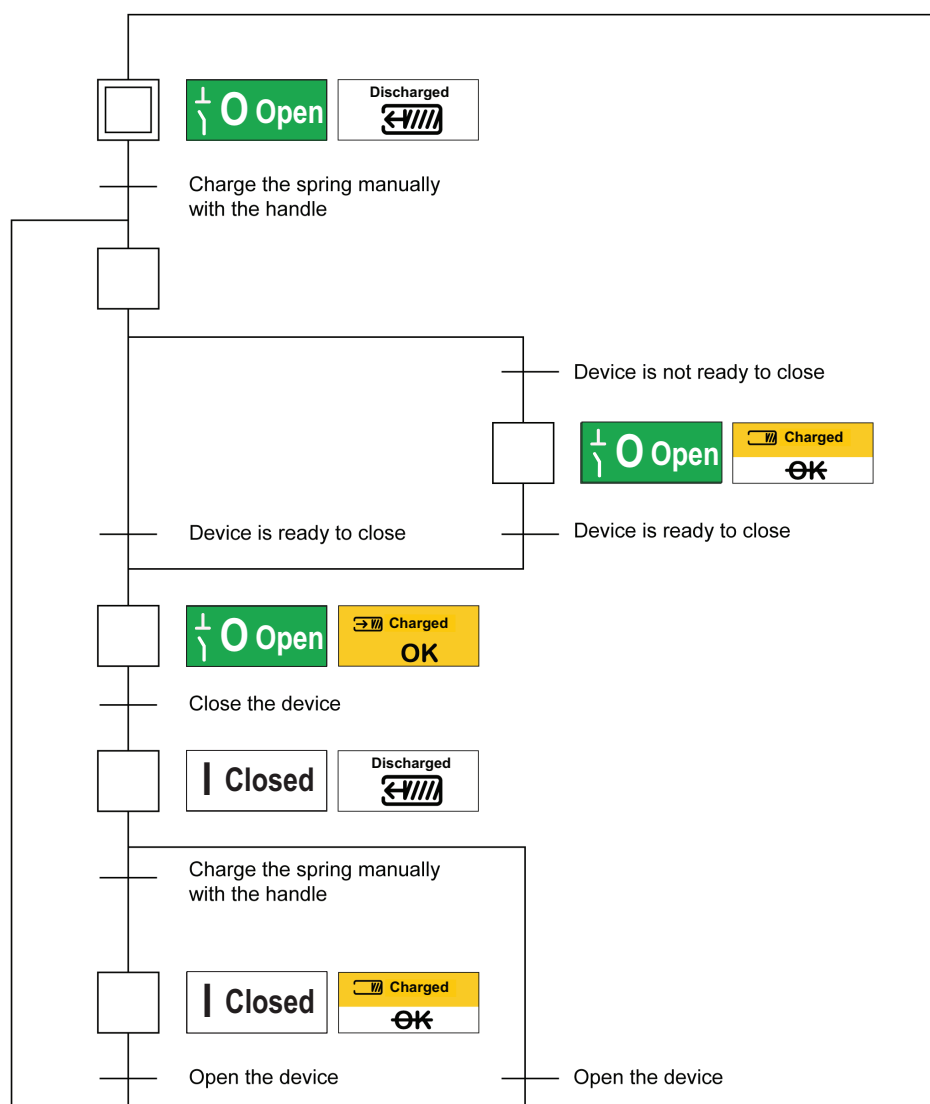 O Open
Discharged
Charge the spring manually
with the handle
Device is not ready to close
O Open
Charged
OK
Device is ready to close
Device is ready to close
O Open
Charged
OK
Close the device
I Closed
Discharged
Charge the spring manually
with the handle
I Closed
Charged
OK
Open the device
Open the device